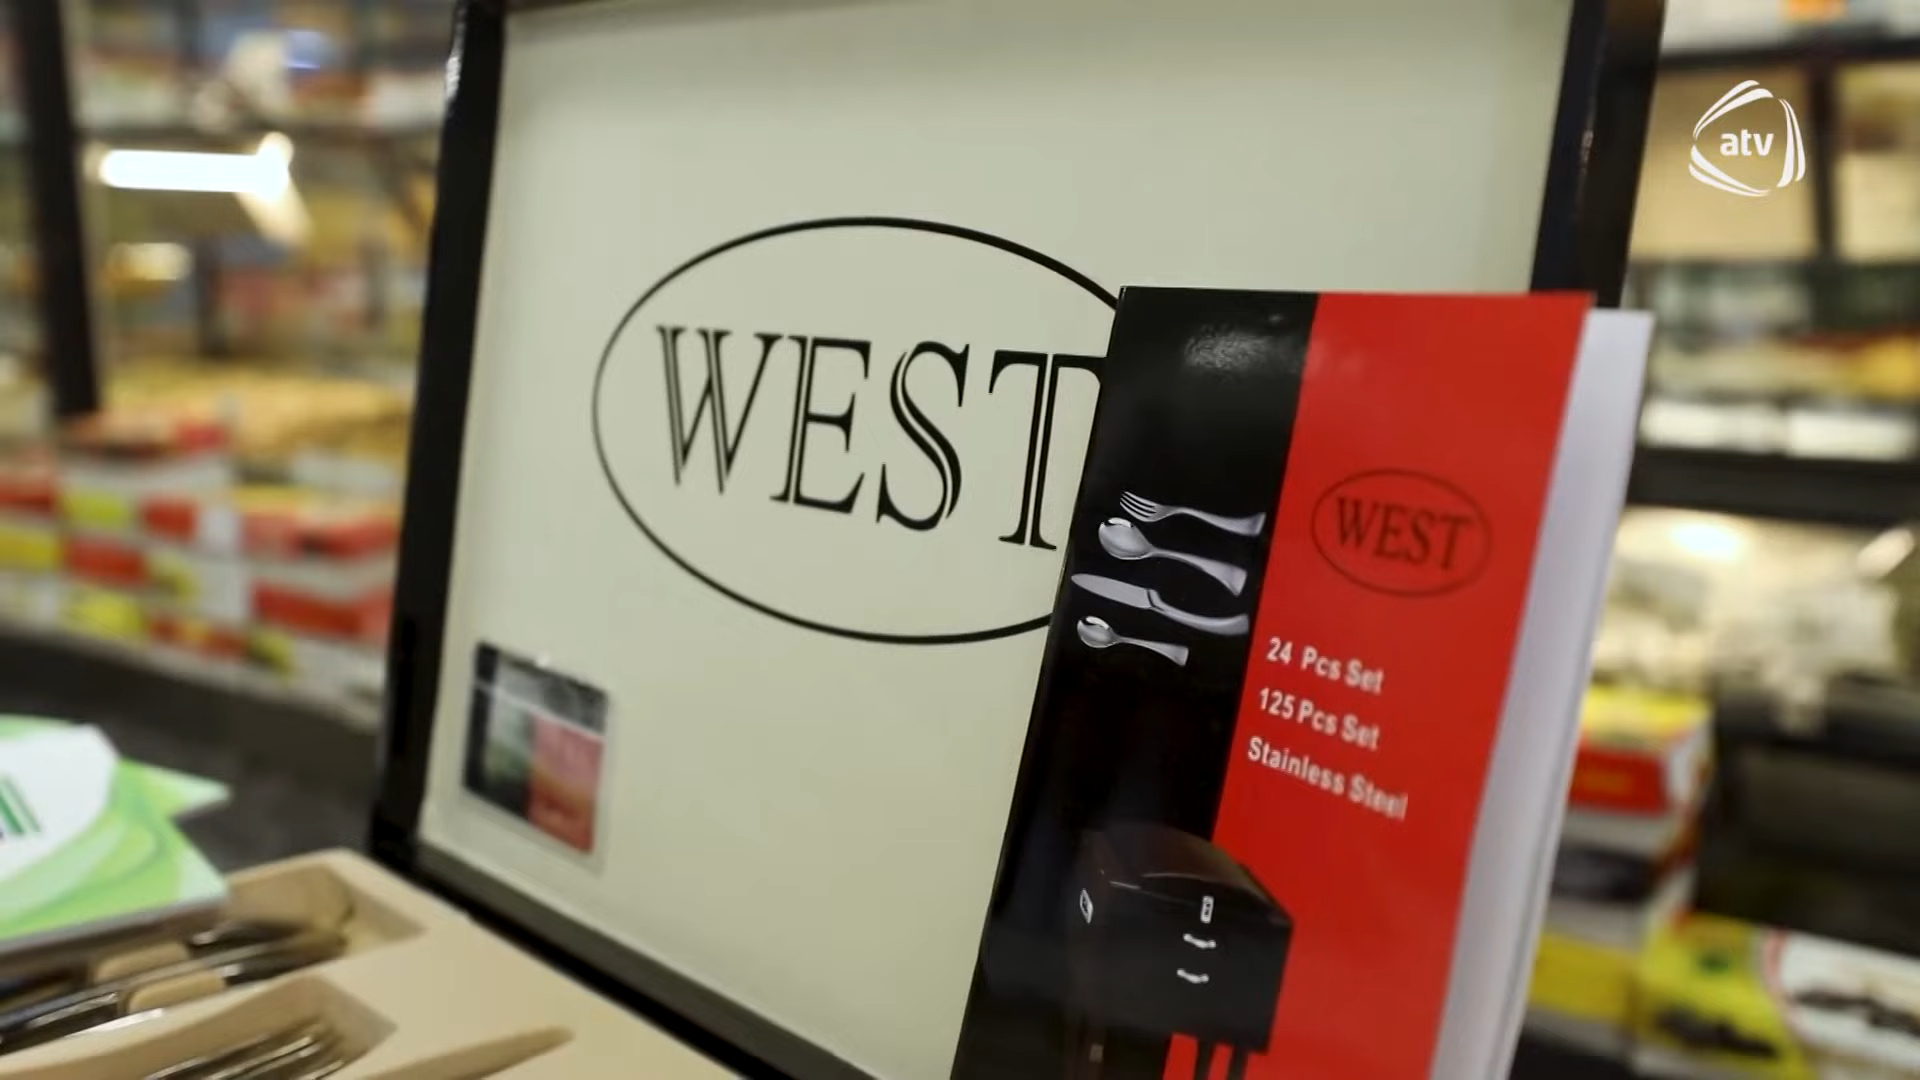 atv
WEST
WEST
24 Pcs Set
125 Pcs Set
Stainless Steel